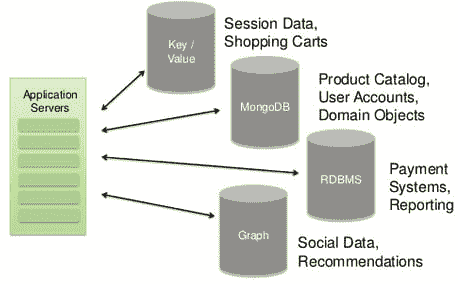 Application
Servers
Key /
Value
Session Data,
Shopping Carts
MongoDB
Product Catalog,
User Accounts,
Domain Objects
RDBMS
Payment
Systems,
Reporting
Graph
Social Data,
Recommendations